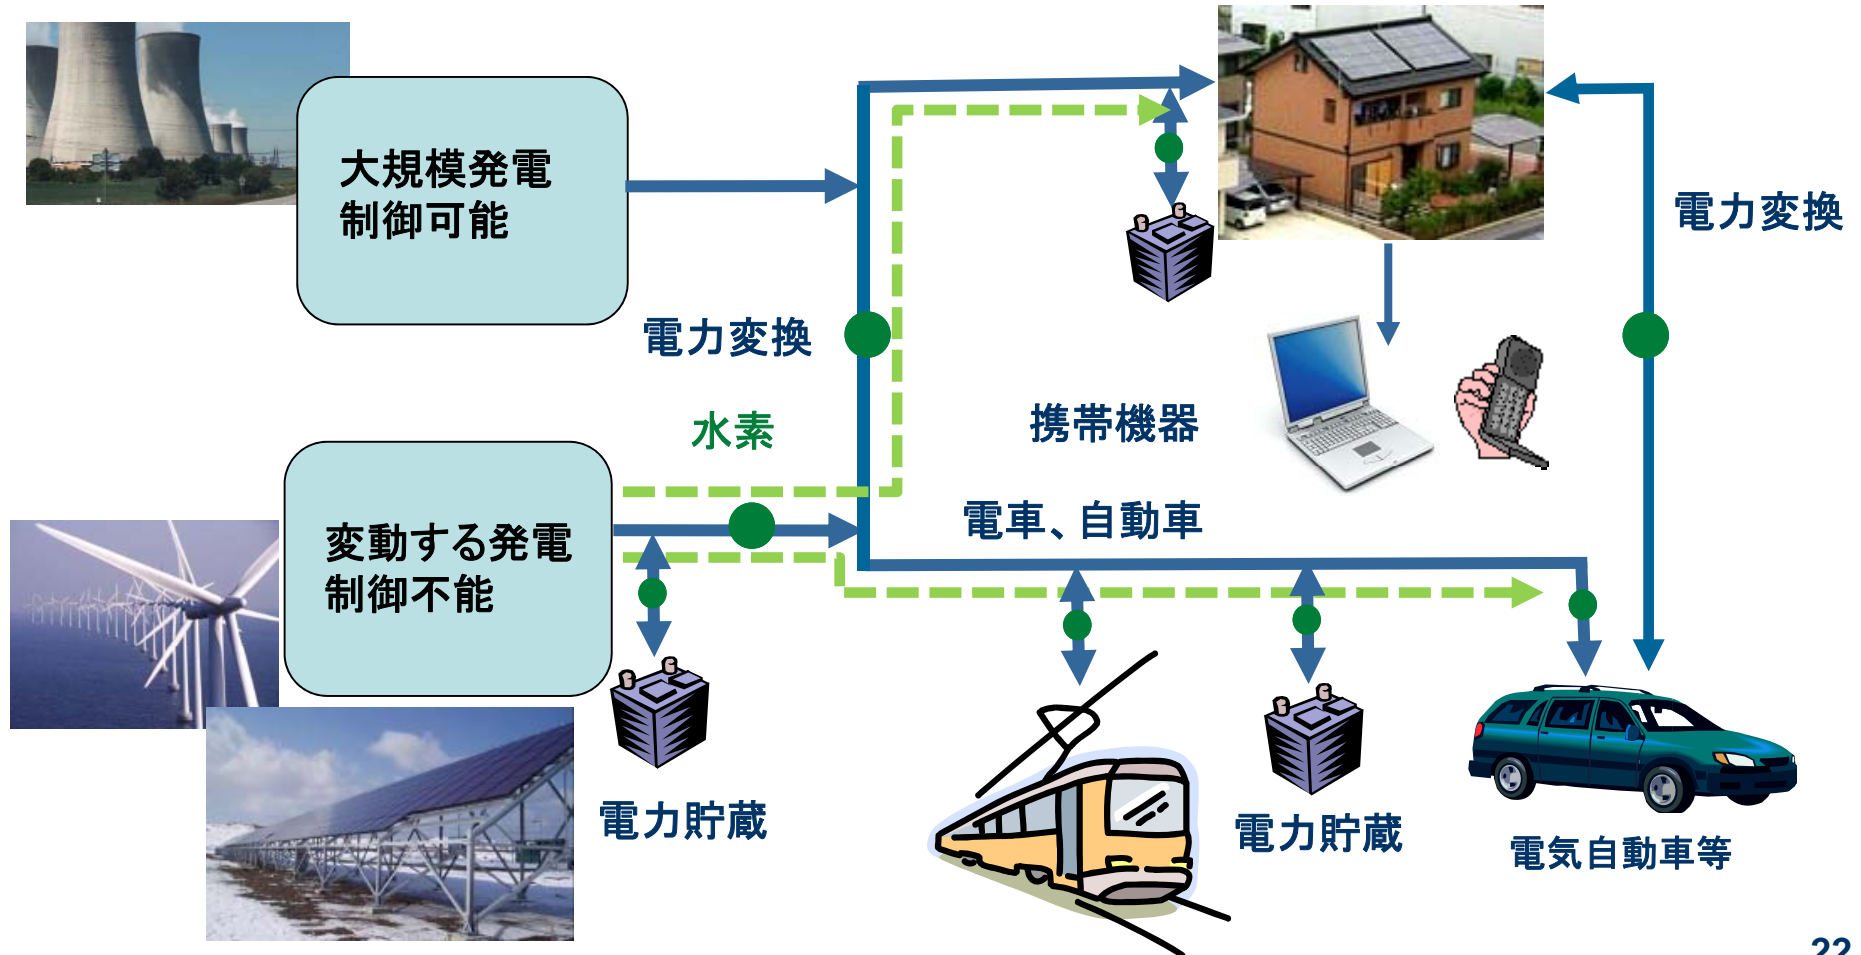 大規模発電
制御可能
電力変換
電力変換
水素
携帯機器
電車、自動車
変動する発電
制御不能
電力貯蔵
電力貯蔵
電気自動車等
22